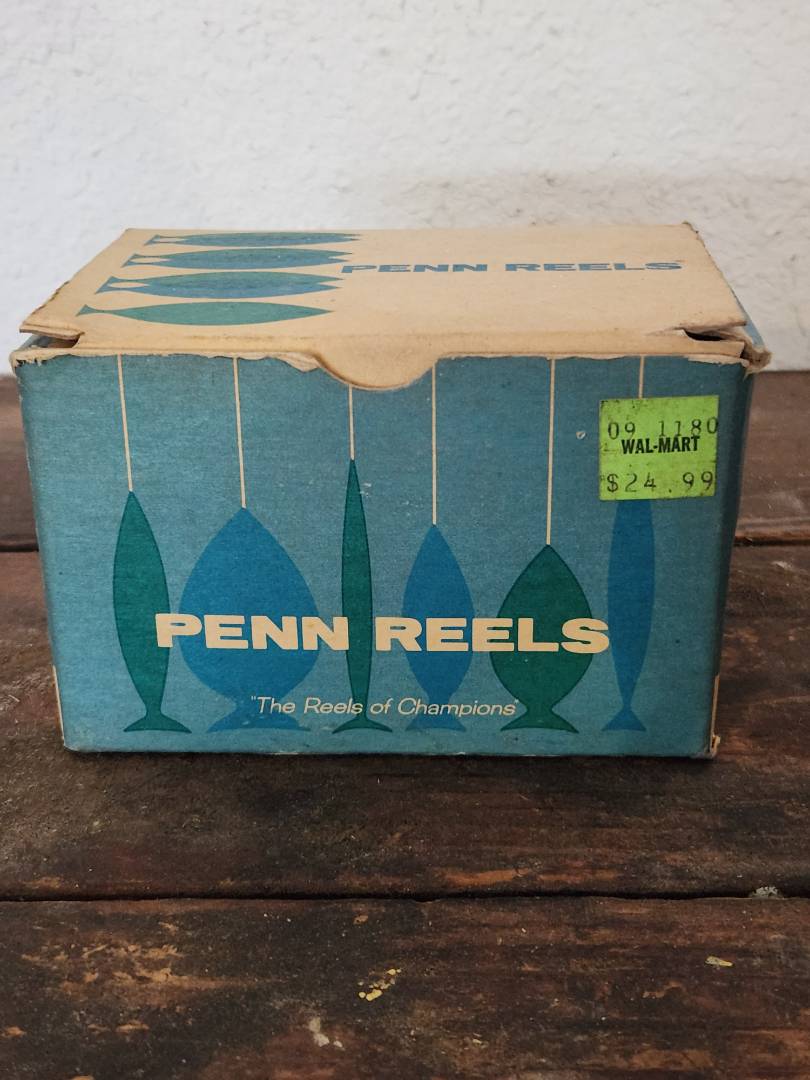 PENN REELS
09 1180
WAL-MART
$24.99
PENN REELS
"The Reels of Champions"